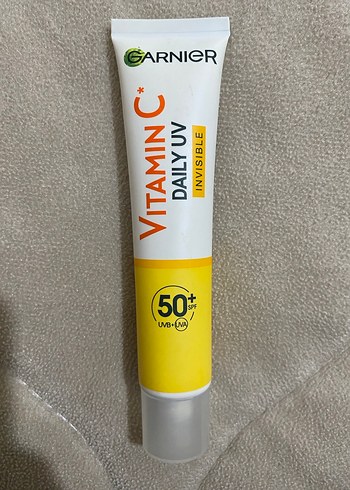 GARNIER
VITAMIN C*
DAILY UV
INVISIBLE
50+
SPF
UVB+UVA